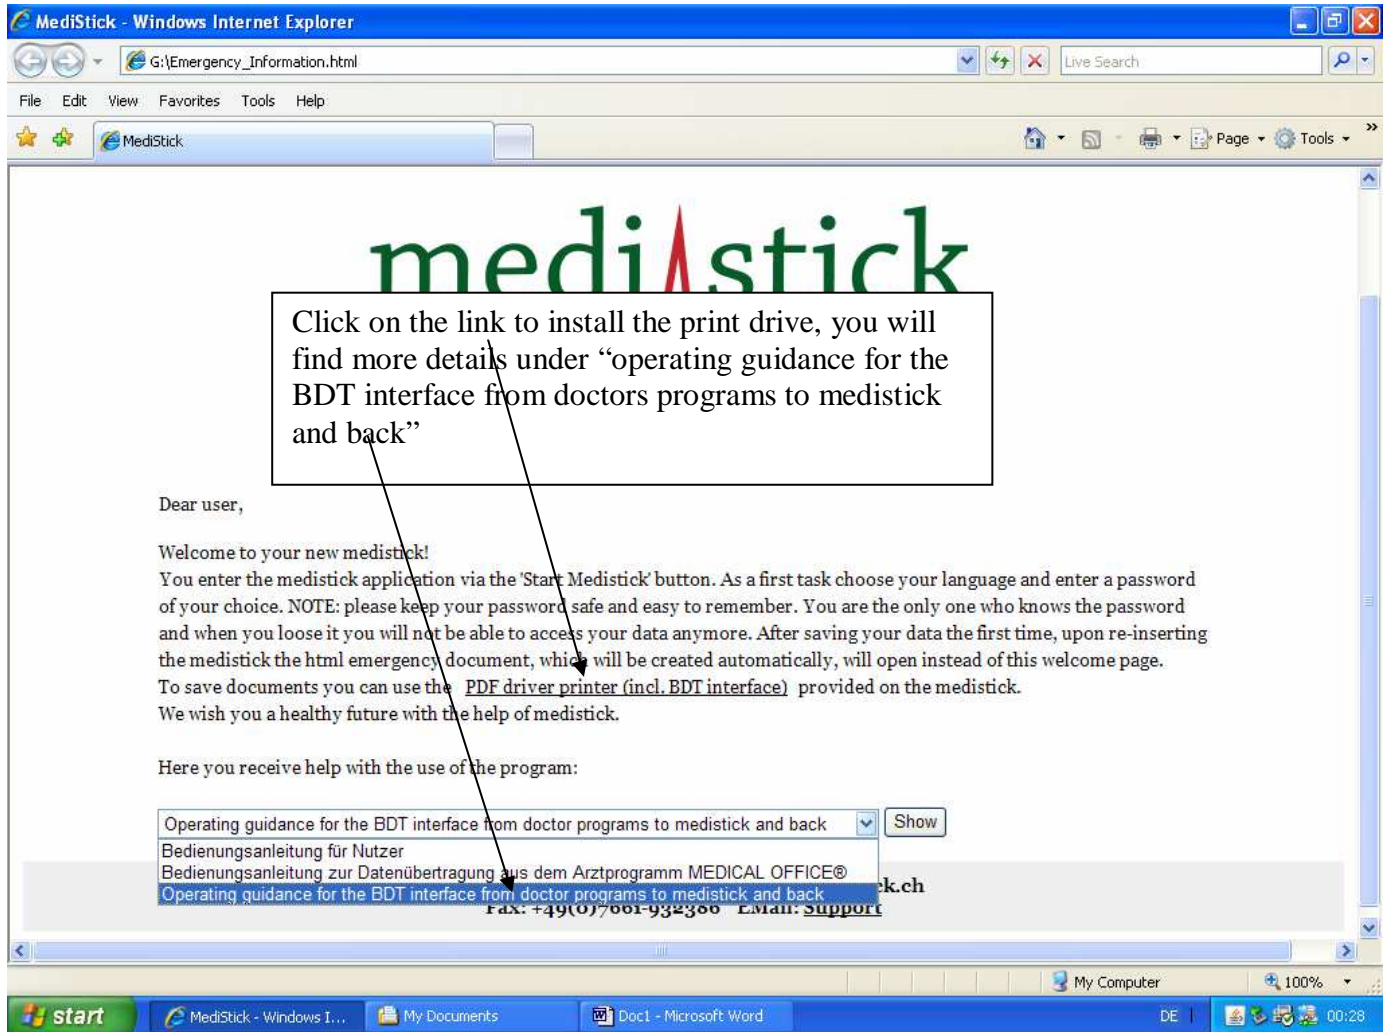 MediStick - Windows Internet Explorer
G:\Emergency_Information.html
Live Search
File Edit View Favorites Tools Help
MediStick
Page Tools
medistick
Click on the link to install the print drive, you will
find more details under “operating guidance for the
BDT interface from doctors programs to medistick
and back”
Dear user,
Welcome to your new medistick!
You enter the medistick application via the 'Start Medistick' button. As a first task choose your language and enter a password
of your choice. NOTE: please keep your password safe and easy to remember. You are the only one who knows the password
and when you loose it you will not be able to access your data anymore. After saving your data the first time, upon re-inserting
the medistick the html emergency document, which will be created automatically, will open instead of this welcome page.
To save documents you can use the PDF driver printer (incl. BDT interface) provided on the medistick.
We wish you a healthy future with the help of medistick.
Here you receive help with the use of the program:
Operating guidance for the BDT interface from doctor programs to medistick and back Show
Bedienungsanleitung für Nutzer
Bedienungsanleitung zur Datenübertragung aus dem Arztprogramm MEDICAL OFFICE®
Operating guidance for the BDT interface from doctor programs to medistick and back
k.ch
Fax: +49(0)7661-932386 EMail: Support
My Computer 100%
start MediStick - Windows I... My Documents Doc1 - Microsoft Word DE 00:28